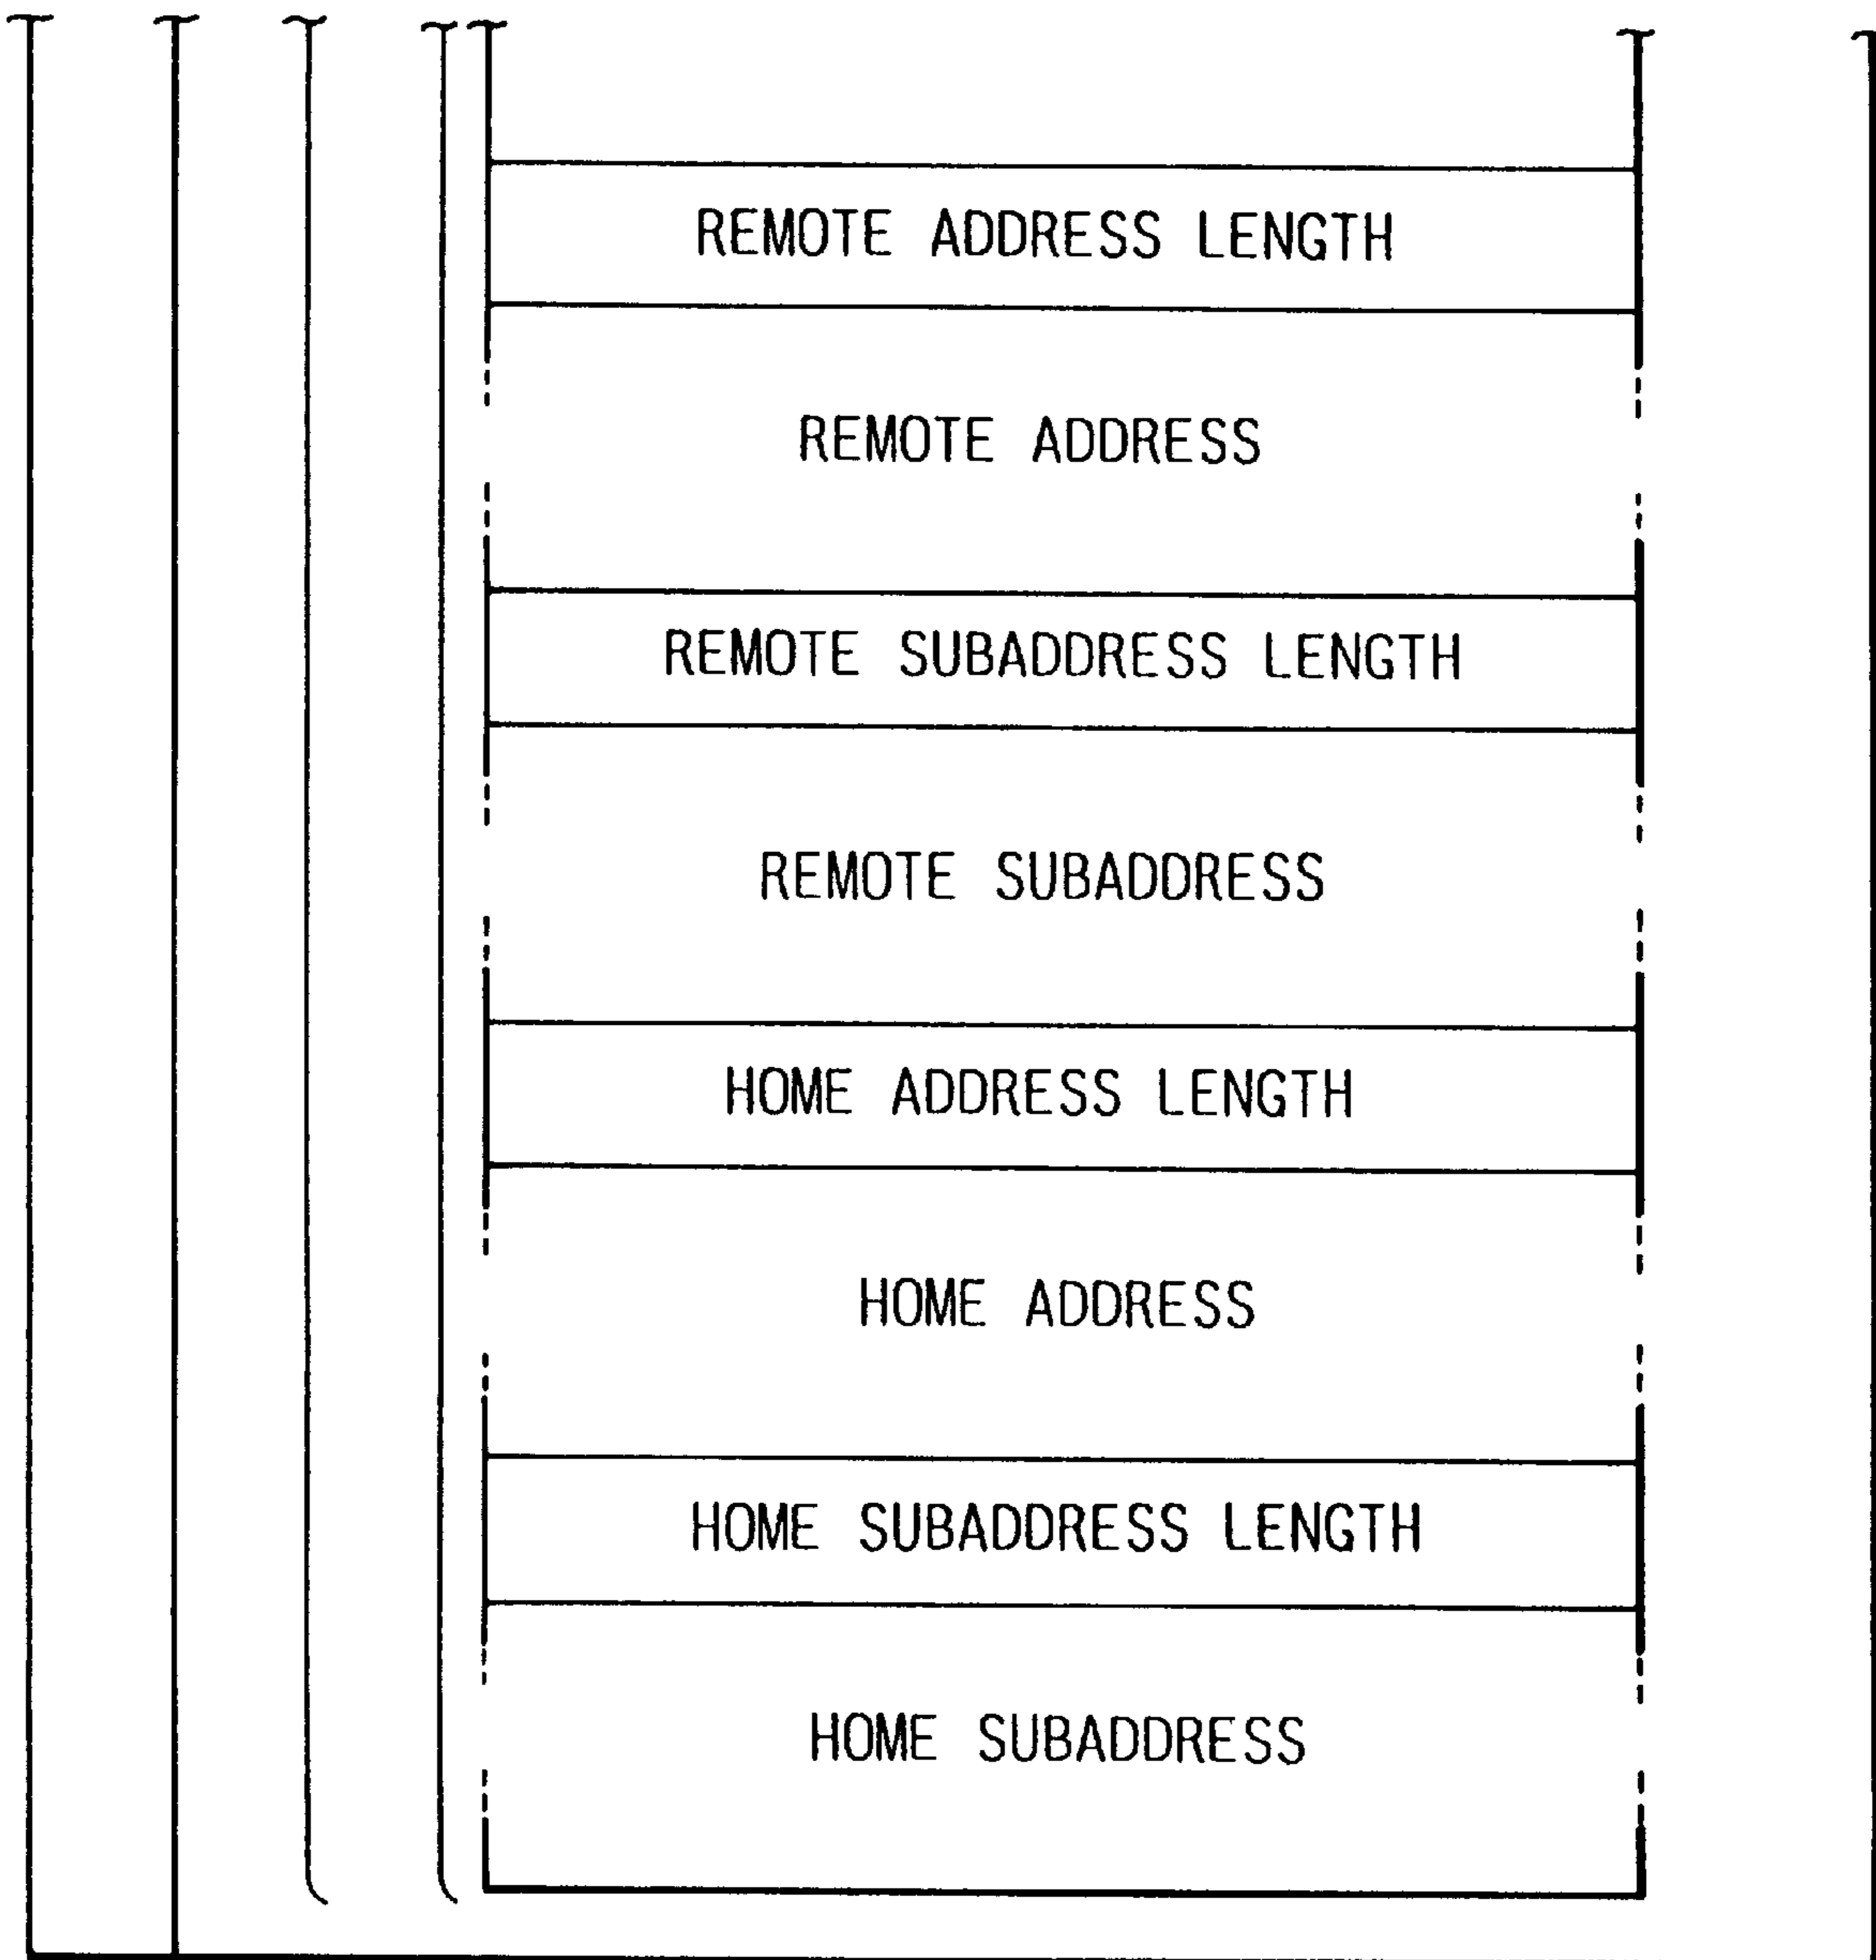 REMOTE ADDRESS LENGTH
REMOTE ADDRESS
REMOTE SUBADDRESS LENGTH
REMOTE SUBADDRESS
HOME ADDRESS LENGTH
HOME ADDRESS
HOME SUBADDRESS LENGTH
HOME SUBADDRESS